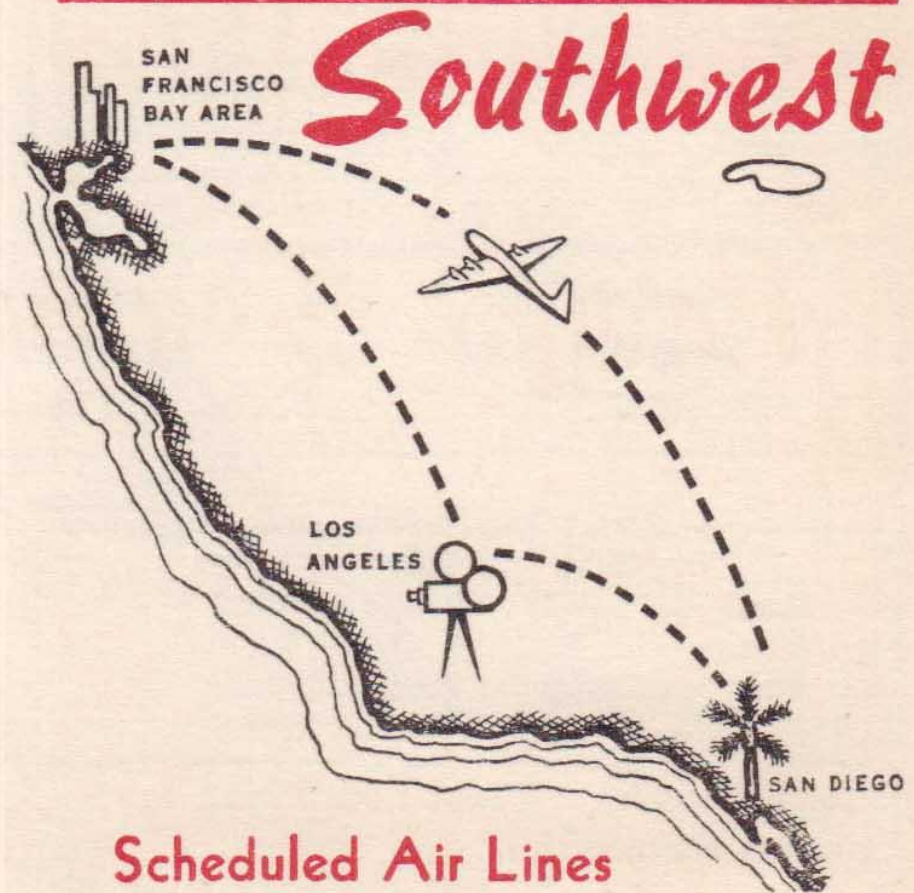 Southwest
SAN
FRANCISCO
BAY AREA
LOS
ANGELES
SAN DIEGO
Scheduled Air Lines